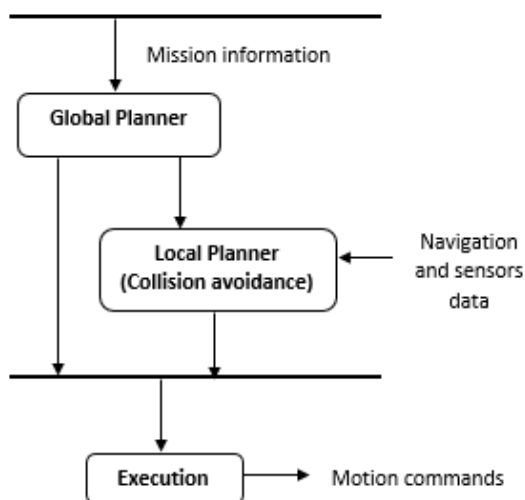 Mission information
Global Planner
Local Planner
(Collision avoidance)
Navigation
and sensors
data
Execution
Motion commands